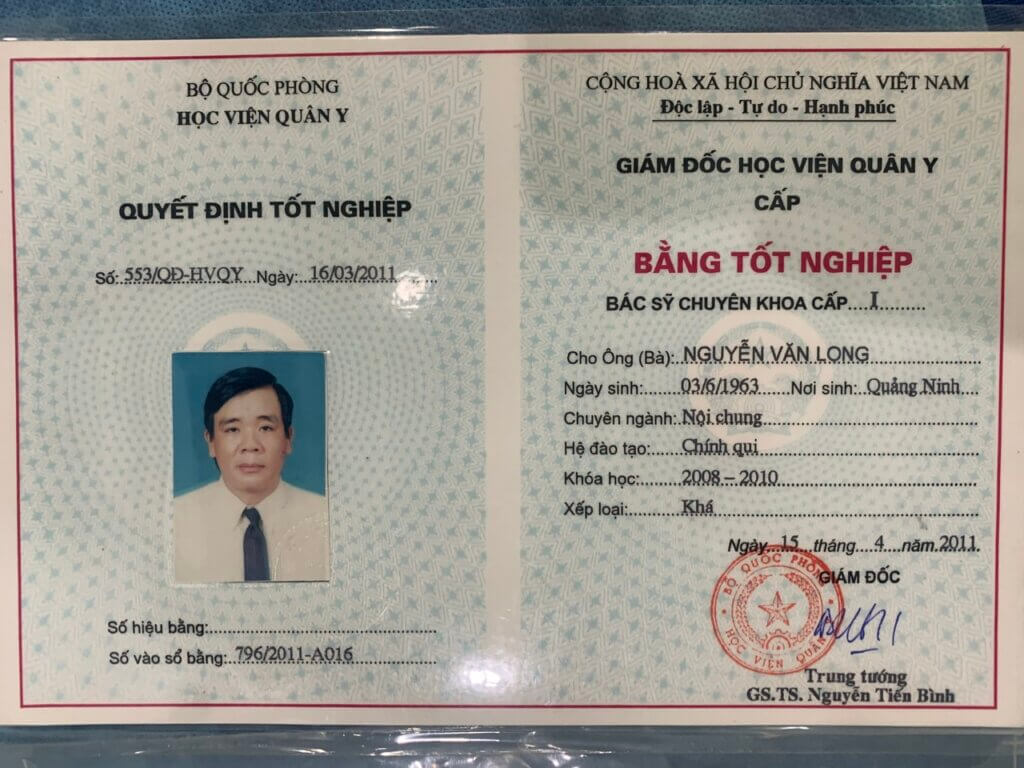 BỘ QUỐC PHÒNG
HỌC VIỆN QUÂN Y
QUYẾT ĐỊNH TỐT NGHIỆP
Số: 553/QĐ-HVQY Ngày: 16/03/2011
Số hiệu bằng:
Số vào sổ bằng: 796/2011-A016
CỘNG HOÀ XÃ HỘI CHỦ NGHĨA VIỆT NAM
Độc lập - Tự do - Hạnh phúc
GIÁM ĐỐC HỌC VIỆN QUÂN Y
CẤP
BẰNG TỐT NGHIỆP
BÁC SỸ CHUYÊN KHOA CẤP....I.........
Cho Ông (Bà): NGUYỄN VĂN LONG
Ngày sinh: 03/6/1963 Nơi sinh: Quảng Ninh
Chuyên ngành: Nội chung
Hệ đào tạo: Chính qui
Khóa học: 2008 – 2010
Xếp loại: Khá
Ngày 15 tháng 4 năm 2011.
GIÁM ĐỐC
BỘ QUỐC PHÒNG
HỌC VIỆN QUÂN
Trung tướng
GS.TS. Nguyễn Tiến Bình